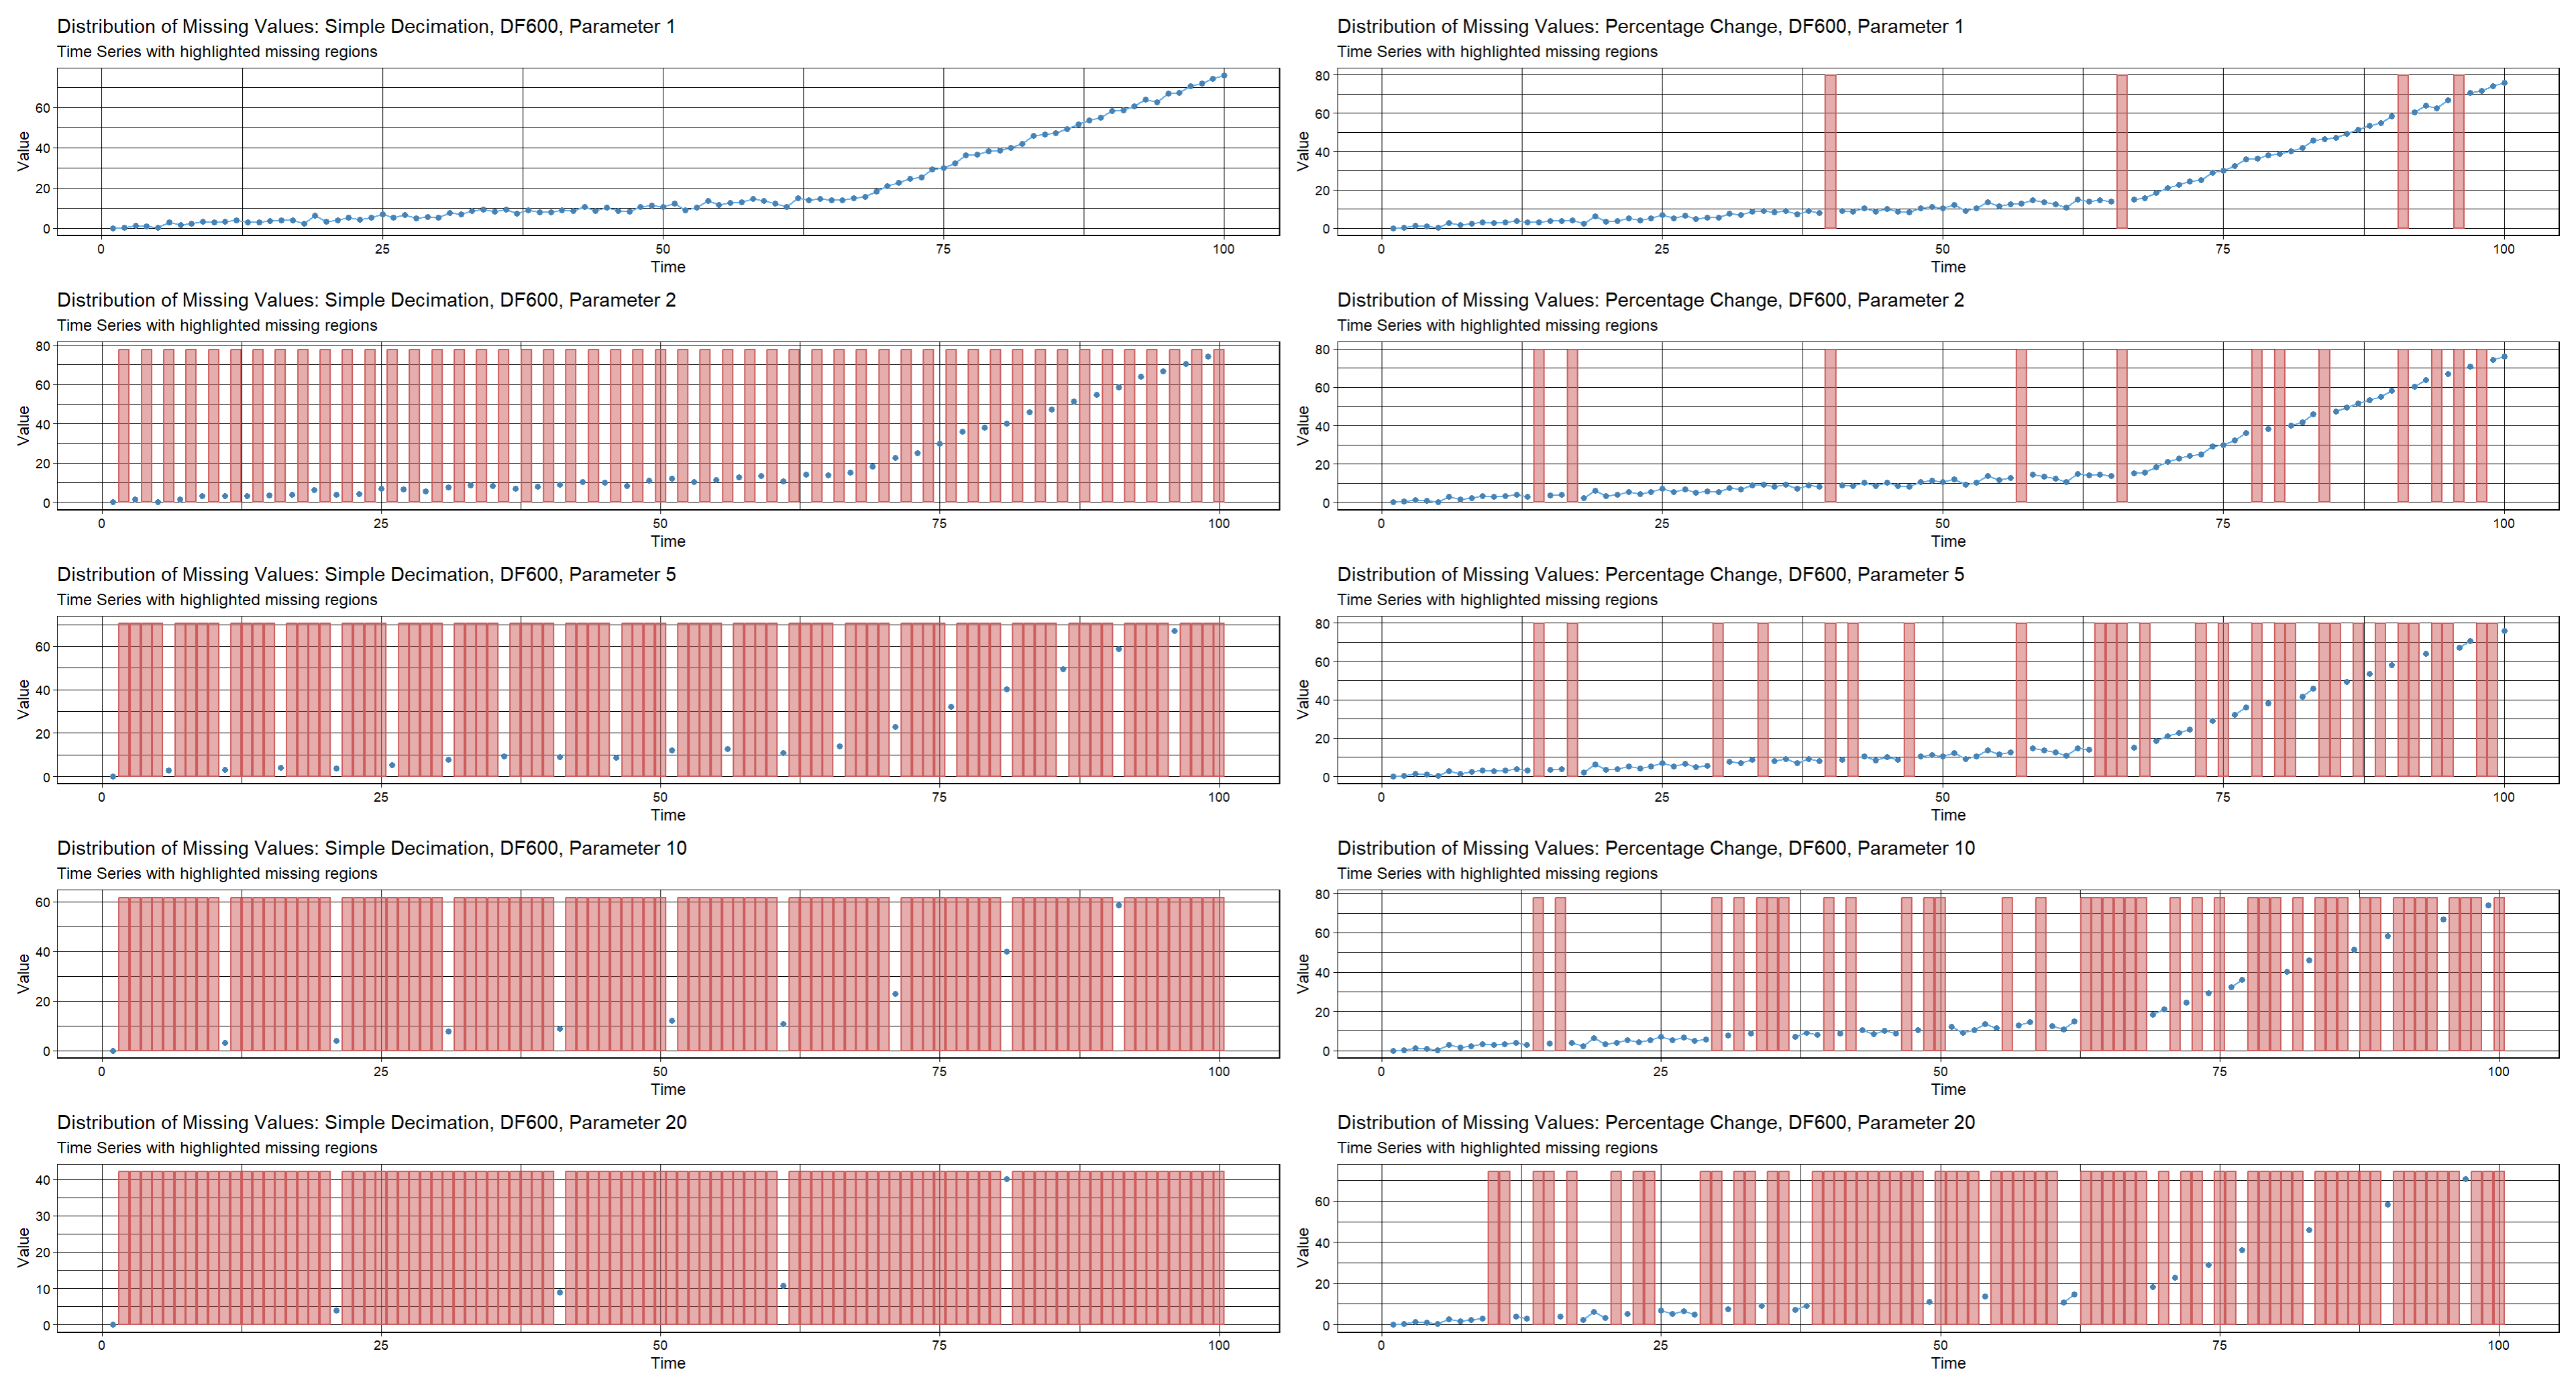 Distribution of Missing Values: Simple Decimation, DF600, Parameter 1
Time Series with highlighted missing regions
Value
60
40
20
0
0 25 50 75 100
Time
Distribution of Missing Values: Percentage Change, DF600, Parameter 1
Time Series with highlighted missing regions
Value
80
60
40
20
0
0 25 50 75 100
Time
Distribution of Missing Values: Simple Decimation, DF600, Parameter 2
Time Series with highlighted missing regions
Value
80
60
40
20
0
0 25 50 75 100
Time
Distribution of Missing Values: Percentage Change, DF600, Parameter 2
Time Series with highlighted missing regions
Value
80
60
40
20
0
0 25 50 75 100
Time
Distribution of Missing Values: Simple Decimation, DF600, Parameter 5
Time Series with highlighted missing regions
Value
60
40
20
0
0 25 50 75 100
Time
Distribution of Missing Values: Percentage Change, DF600, Parameter 5
Time Series with highlighted missing regions
Value
80
60
40
20
0
0 25 50 75 100
Time
Distribution of Missing Values: Simple Decimation, DF600, Parameter 10
Time Series with highlighted missing regions
Value
60
40
20
0
0 25 50 75 100
Time
Distribution of Missing Values: Percentage Change, DF600, Parameter 10
Time Series with highlighted missing regions
Value
80
60
40
20
0
0 25 50 75 100
Time
Distribution of Missing Values: Simple Decimation, DF600, Parameter 20
Time Series with highlighted missing regions
Value
40
30
20
10
0
0 25 50 75 100
Time
Distribution of Missing Values: Percentage Change, DF600, Parameter 20
Time Series with highlighted missing regions
Value
60
40
20
0
0 25 50 75 100
Time